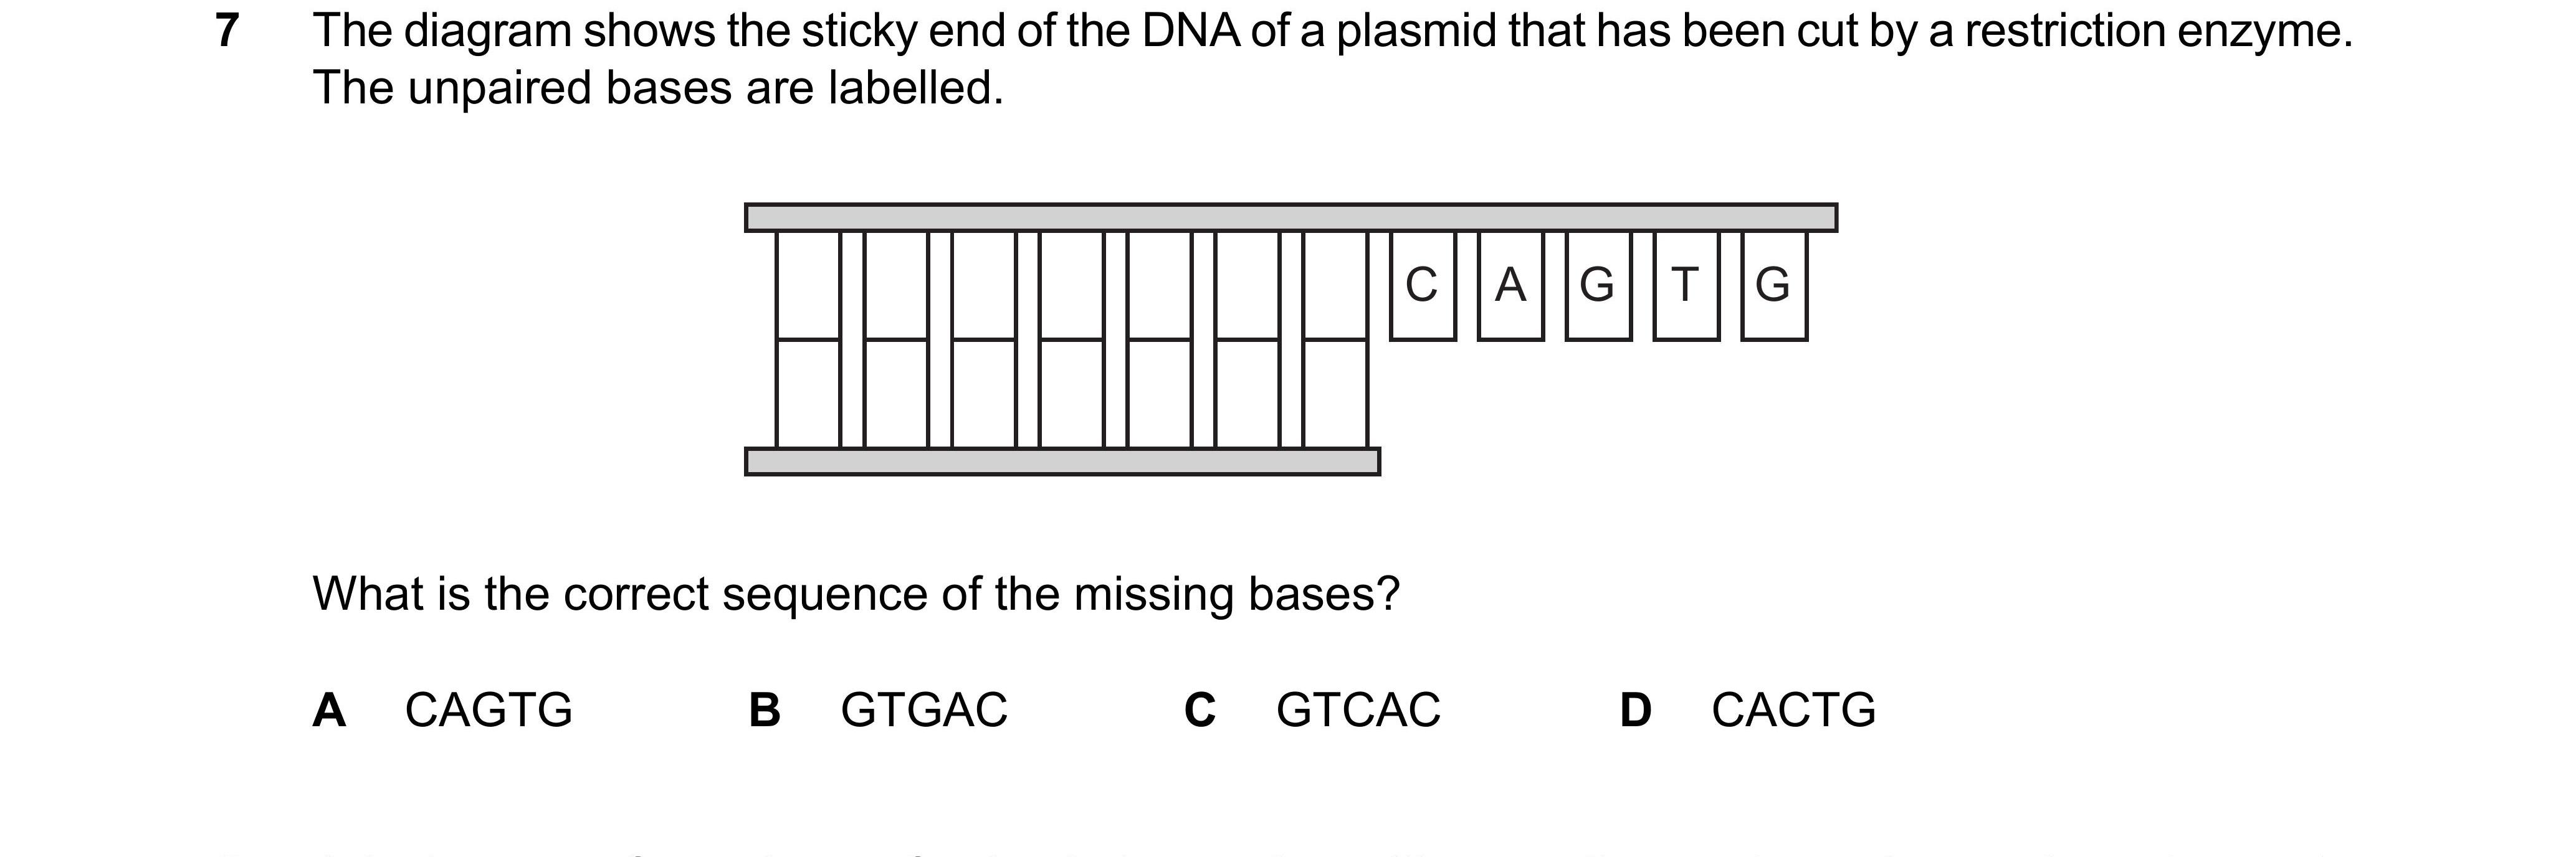 7 The diagram shows the sticky end of the DNA of a plasmid that has been cut by a restriction enzyme.
The unpaired bases are labelled.
C A G T G
What is the correct sequence of the missing bases?
A CAGTG B GTGAC C GTCAC D CACTG